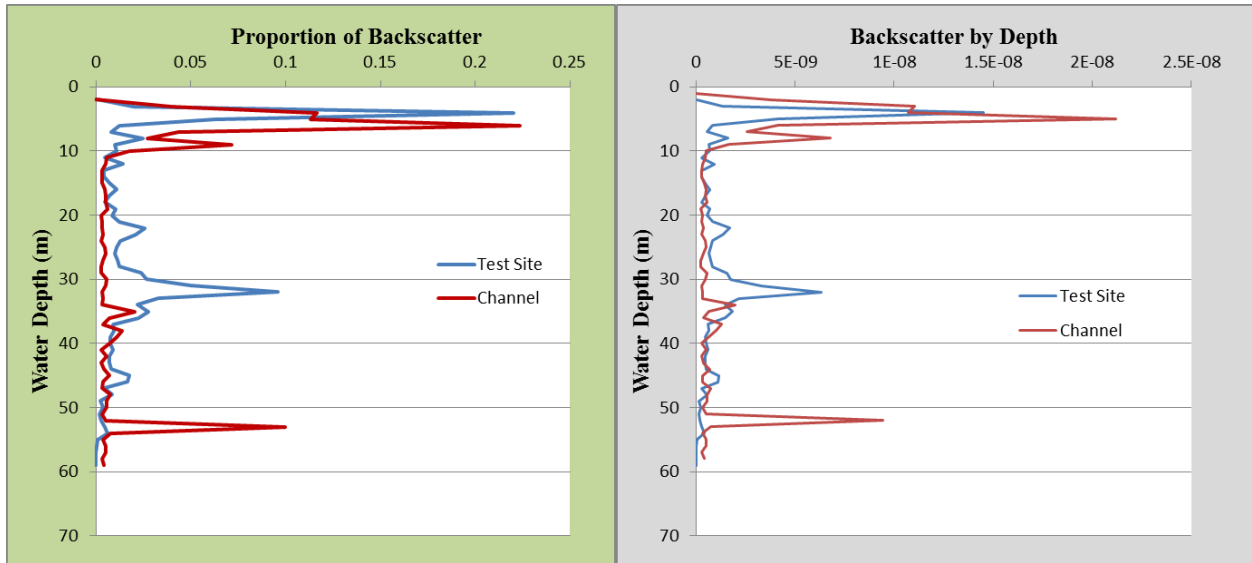 Proportion of Backscatter
0 0.05 0.1 0.15 0.2 0.25
0
10
20
30
40
50
60
70
Water Depth (m)
Test Site
Channel
Backscatter by Depth
0 5E-09 1E-08 1.5E-08 2E-08 2.5E-08
0
10
20
30
40
50
60
70
Water Depth (m)
Test Site
Channel